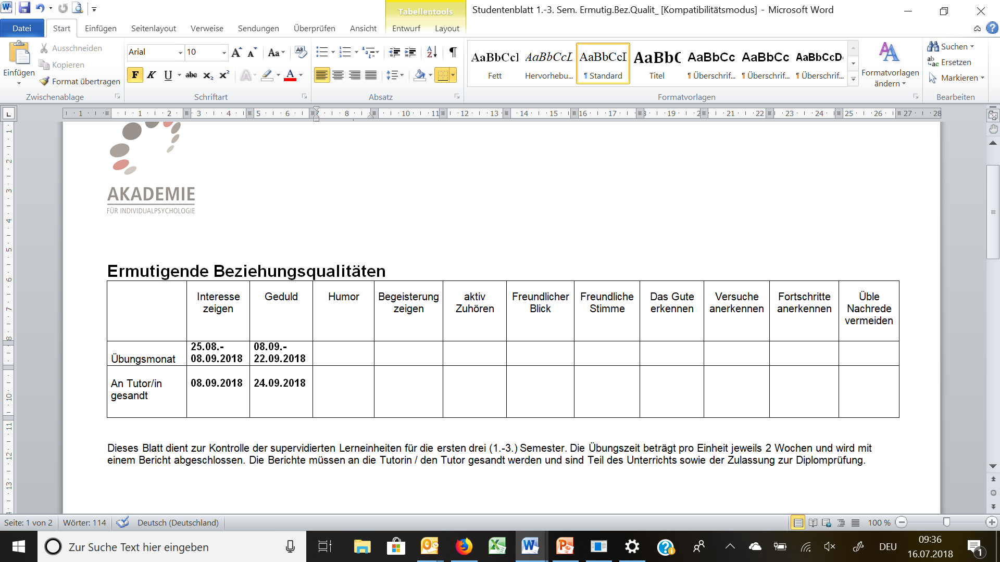 Tabellentools
Studentenblatt 1.-3. Sem. Ermutig.Bez.Qualit_ [Kompatibilitätsmodus] - Microsoft Word
Datei Start Einfügen Seitenlayout Verweise Sendungen Überprüfen Ansicht Entwurf Layout
Einfügen
Ausschneiden
Kopieren
Format übertragen
Zwischenablage
Arial 10
F K U abc x₂ x² A A
Schriftart
Absatz
AaBbCcI AaBbCcL AaBbCcI AaBbC AaBbCc AaBbCc AaBbCcD
Fett Hervorhebu... ¶ Standard Titel ¶ Überschrif... ¶ Überschrif... ¶ Überschrif...
Formatvorlagen
Formatvorlagen
ändern
Suchen
Ersetzen
Markieren
Bearbeiten
AKADEMIE
FÜR INDIVIDUALPSYCHOLOGIE
Ermutigende Beziehungsqualitäten
Interesse zeigen
Geduld
Humor
Begeisterung zeigen
aktiv Zuhören
Freundlicher Blick
Freundliche Stimme
Das Gute erkennen
Versuche anerkennen
Fortschritte anerkennen
Üble Nachrede vermeiden
Übungsmonat 25.08.- 08.09.2018 08.09.- 22.09.2018
An Tutor/in gesandt 08.09.2018 24.09.2018
Dieses Blatt dient zur Kontrolle der supervidierten Lerneinheiten für die ersten drei (1.-3.) Semester. Die Übungszeit beträgt pro Einheit jeweils 2 Wochen und wird mit
einem Bericht abgeschlossen. Die Berichte müssen an die Tutorin / den Tutor gesandt werden und sind Teil des Unterrichts sowie der Zulassung zur Diplomprüfung.
Seite: 1 von 2 Wörter: 114 Deutsch (Deutschland) 100 %
Zur Suche Text hier eingeben
DEU
09:36
16.07.2018
1